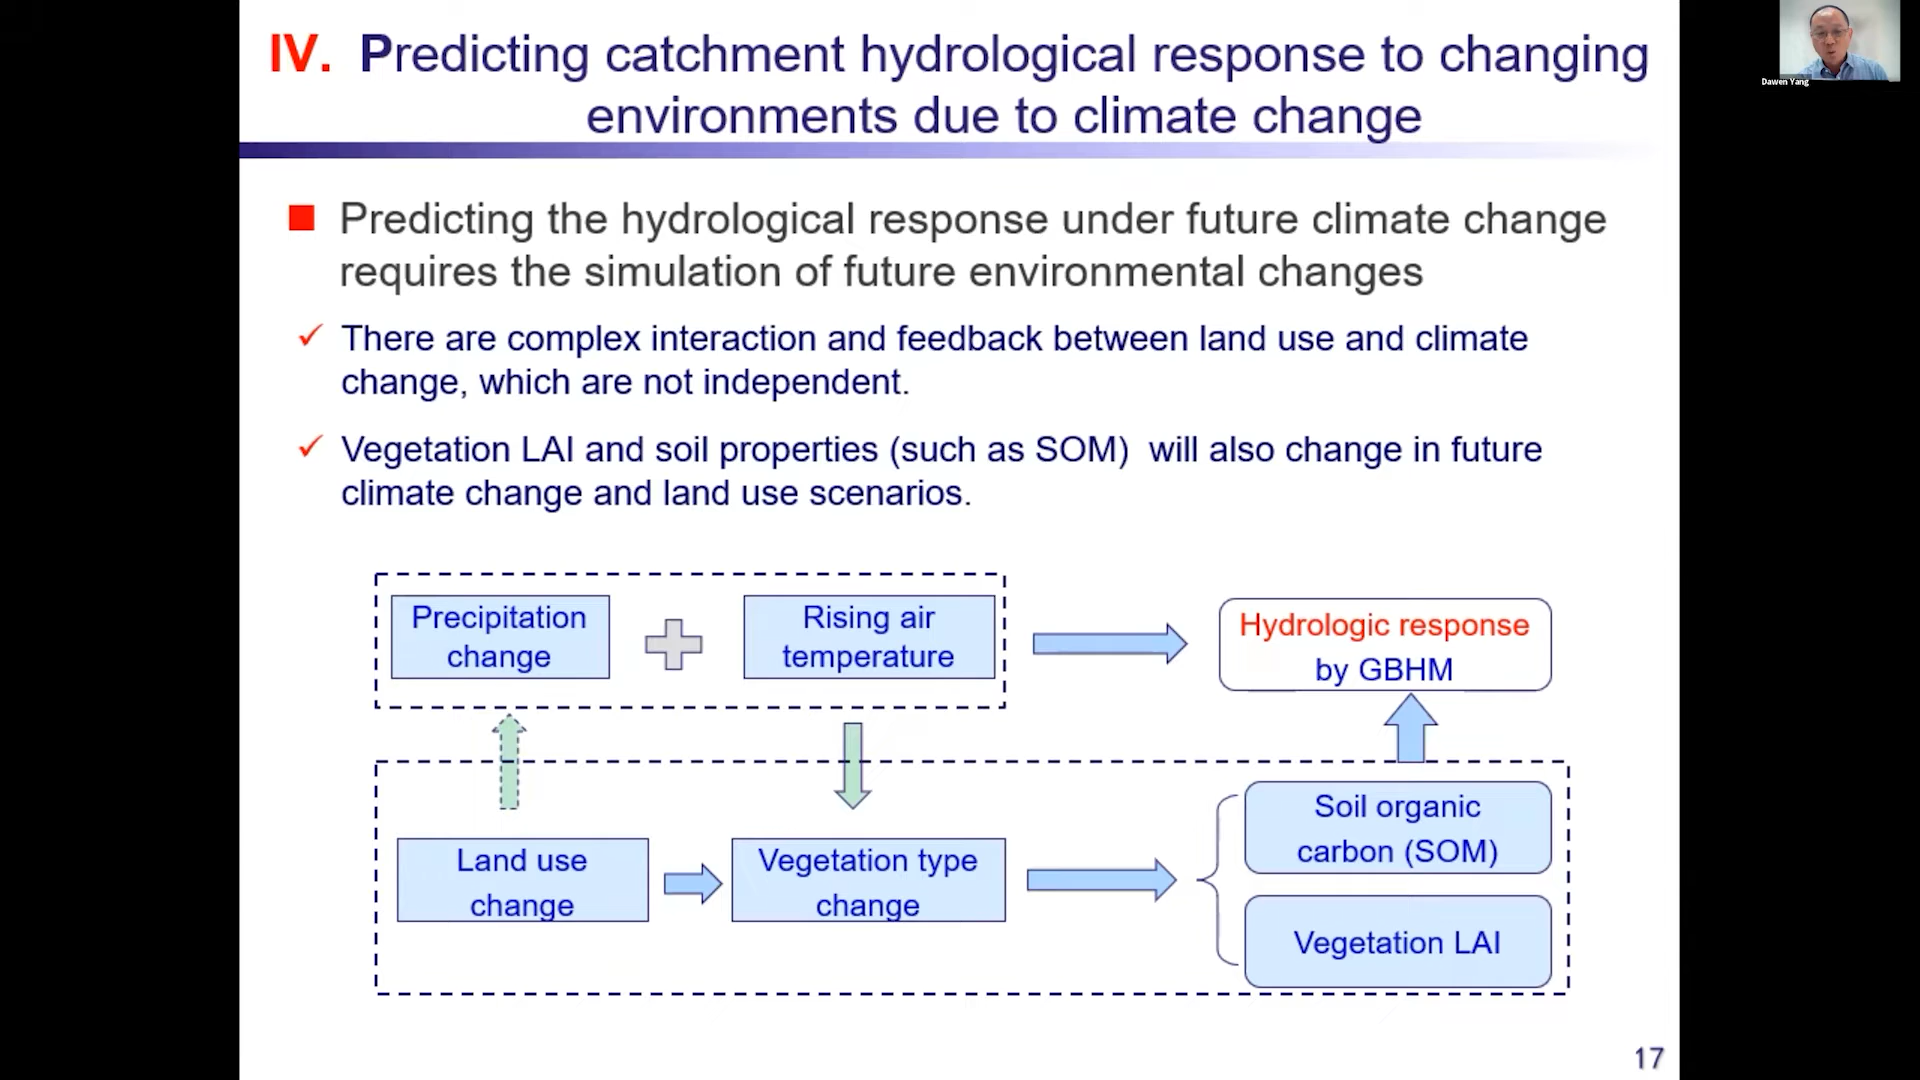 IV. Predicting catchment hydrological response to changing
environments due to climate change
Dawen Yang
Predicting the hydrological response under future climate change
requires the simulation of future environmental changes
There are complex interaction and feedback between land use and climate
change, which are not independent.
Vegetation LAI and soil properties (such as SOM) will also change in future
climate change and land use scenarios.
Precipitation
change
Rising air
temperature
Hydrologic response
by GBHM
Land use
change
Vegetation type
change
Soil organic
carbon (SOM)
Vegetation LAI
17